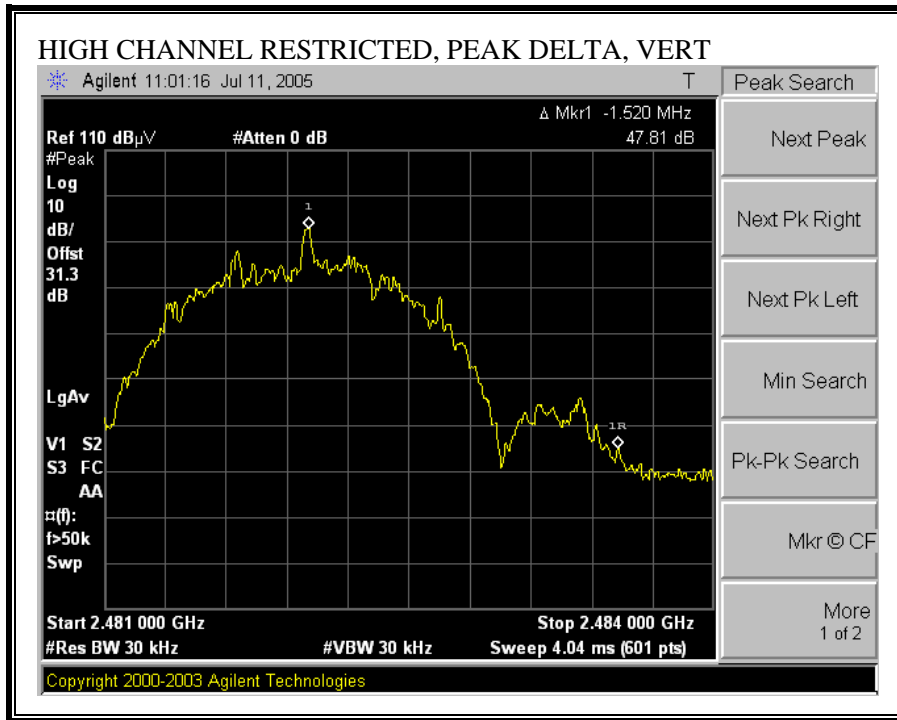 HIGH CHANNEL RESTRICTED, PEAK DELTA, VERT
Agilent 11:01:16 Jul 11, 2005 T
Peak Search
Δ Mkr1 -1.520 MHz
Ref 110 dBµV #Atten 0 dB 47.81 dB
#Peak
Log
10
dB/
Offst
31.3
dB
LgAv
V1 S2
S3 FC
AA
¤(f):
f>50k
Swp
1
1R
Start 2.481 000 GHz Stop 2.484 000 GHz
#Res BW 30 kHz #VBW 30 kHz Sweep 4.04 ms (601 pts)
Next Peak
Next Pk Right
Next Pk Left
Min Search
Pk-Pk Search
Mkr © CF
More
1 of 2
Copyright 2000-2003 Agilent Technologies